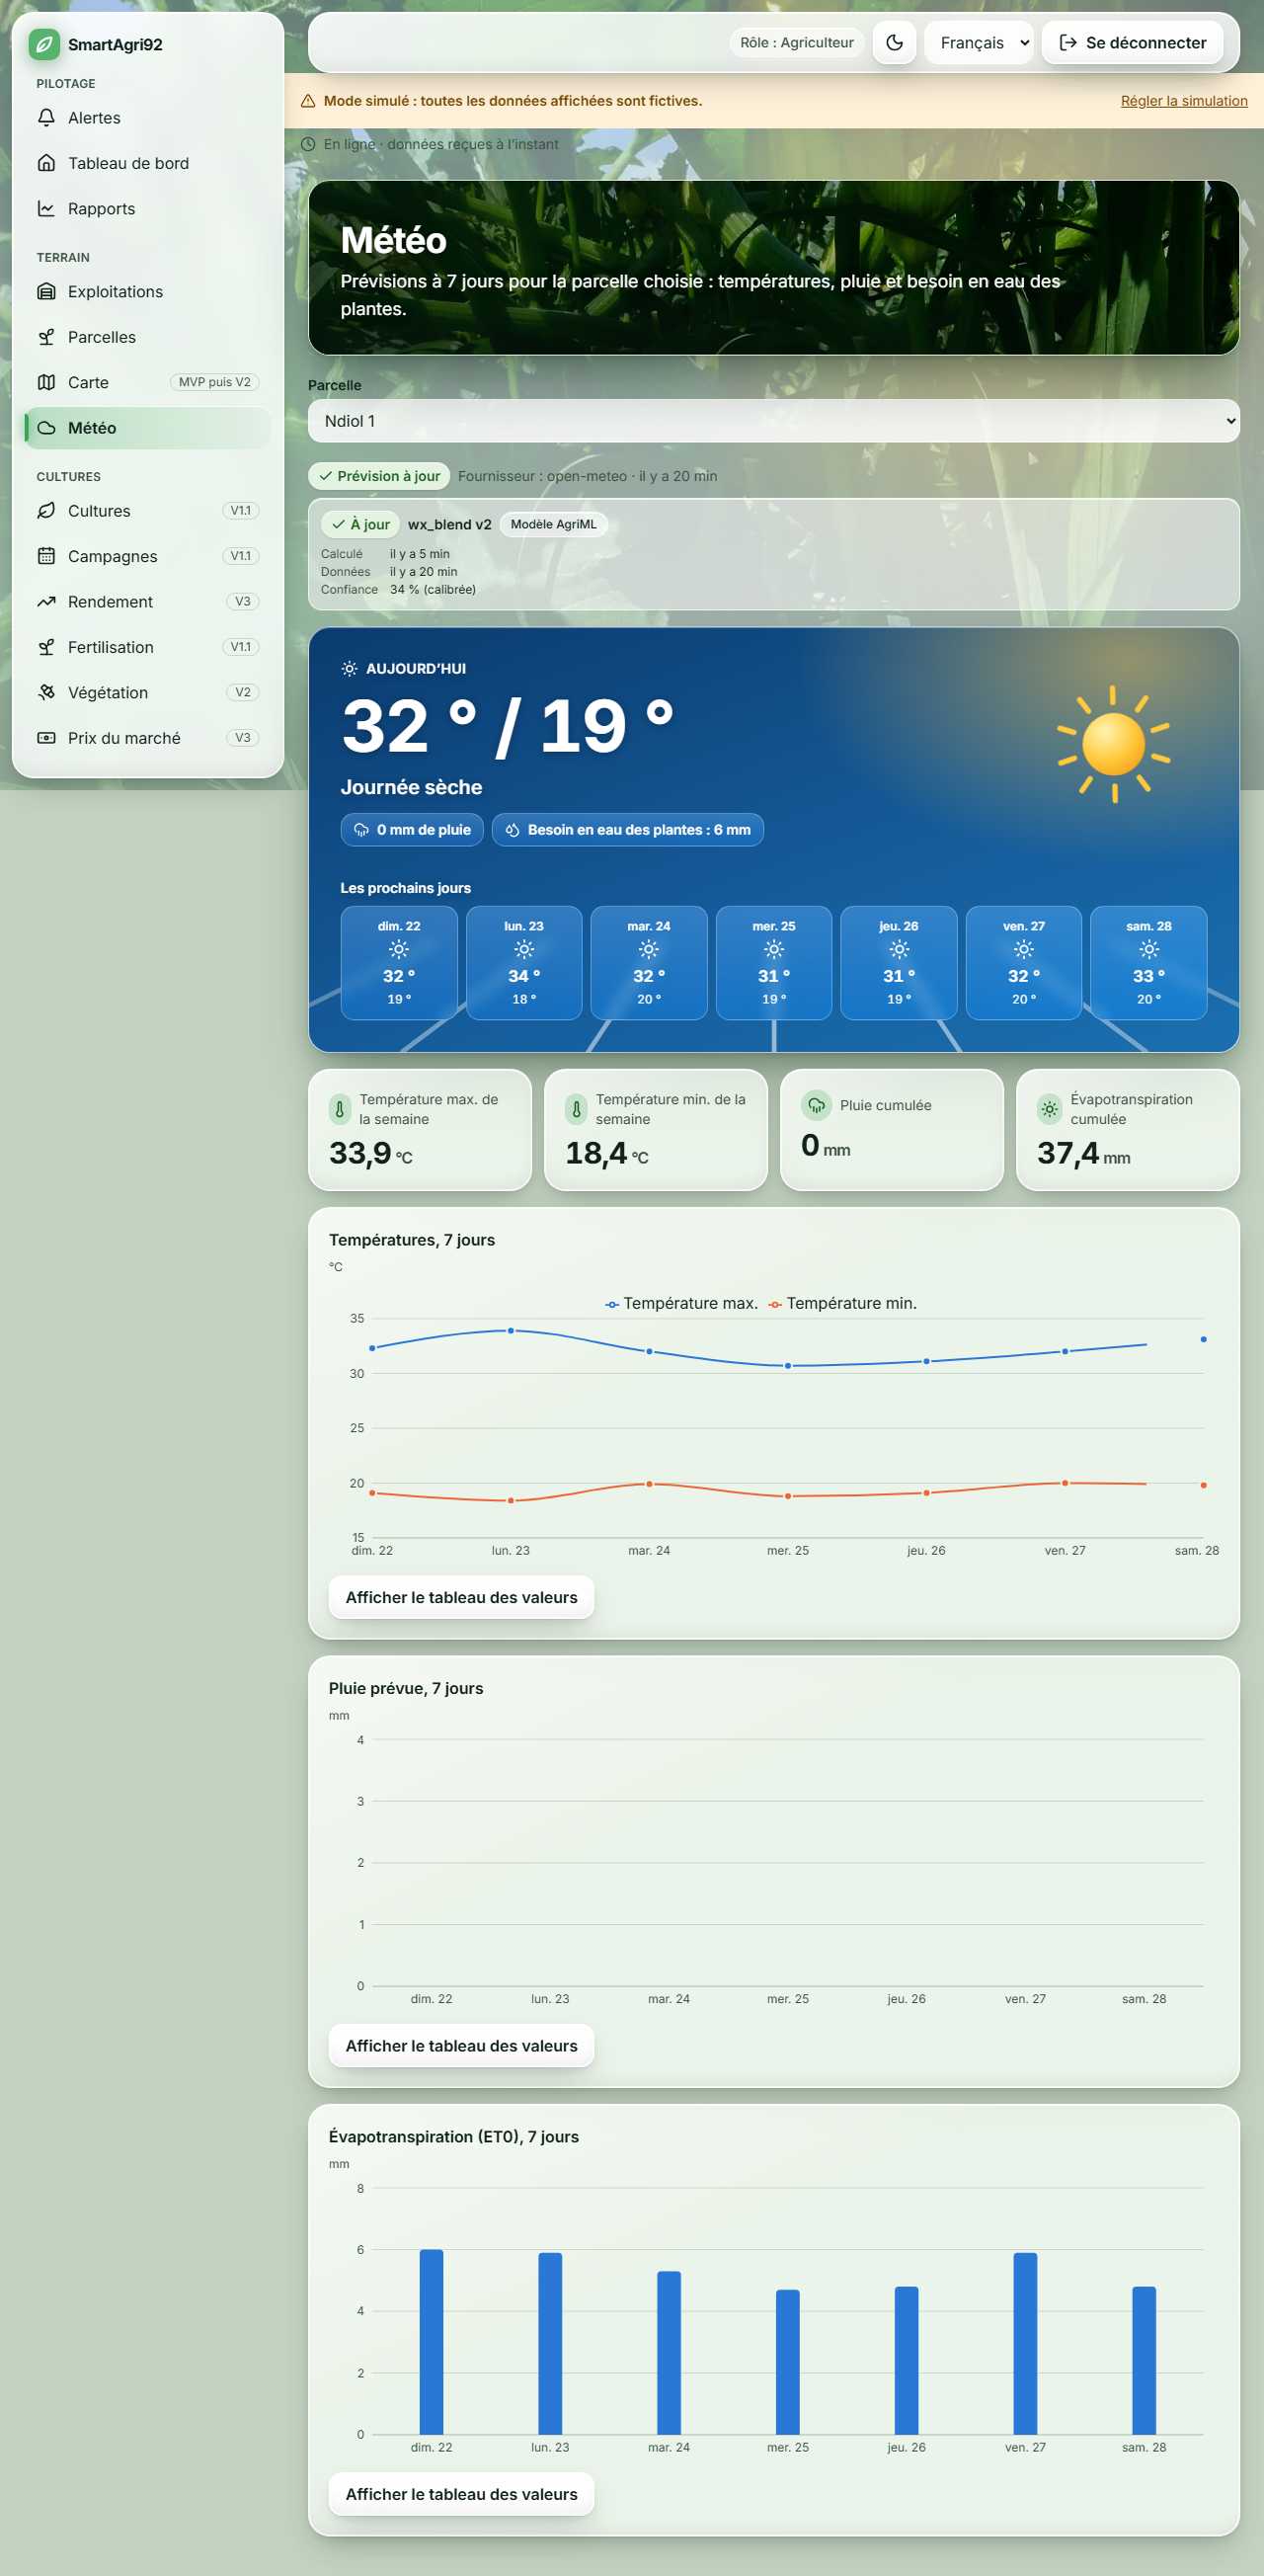 SmartAgri92
PILOTAGE
Alertes
Tableau de bord
Rapports
TERRAIN
Exploitations
Parcelles
Carte MVP puis V2
Météo
CULTURES
Cultures V1.1
Campagnes V1.1
Rendement V3
Fertilisation V1.1
Végétation V2
Prix du marché V3
Rôle : Agriculteur Français Se déconnecter
Mode simulé : toutes les données affichées sont fictives. Régler la simulation
En ligne · données reçues à l’instant
Météo
Prévisions à 7 jours pour la parcelle choisie : températures, pluie et besoin en eau des
plantes.
Parcelle
Ndiol 1
Prévision à jour Fournisseur : open-meteo · il y a 20 min
À jour wx_blend v2 Modèle AgriML
Calculé il y a 5 min
Données il y a 20 min
Confiance 34 % (calibrée)
AUJOURD’HUI
32 ° / 19 °
Journée sèche
0 mm de pluie Besoin en eau des plantes : 6 mm
Les prochains jours
dim. 22 lun. 23 mar. 24 mer. 25 jeu. 26 ven. 27 sam. 28
32 ° 34 ° 32 ° 31 ° 31 ° 32 ° 33 °
19 ° 18 ° 20 ° 19 ° 19 ° 20 ° 20 °
Température max. de
la semaine
33,9 °C
Température min. de la
semaine
18,4 °C
Pluie cumulée
0 mm
Évapotranspiration
cumulée
37,4 mm
Températures, 7 jours
°C
Température max. Température min.
35
30
25
20
15
dim. 22 lun. 23 mar. 24 mer. 25 jeu. 26 ven. 27 sam. 28
Afficher le tableau des valeurs
Pluie prévue, 7 jours
mm
4
3
2
1
0
dim. 22 lun. 23 mar. 24 mer. 25 jeu. 26 ven. 27 sam. 28
Afficher le tableau des valeurs
Évapotranspiration (ET0), 7 jours
mm
8
6
4
2
0
dim. 22 lun. 23 mar. 24 mer. 25 jeu. 26 ven. 27 sam. 28
Afficher le tableau des valeurs